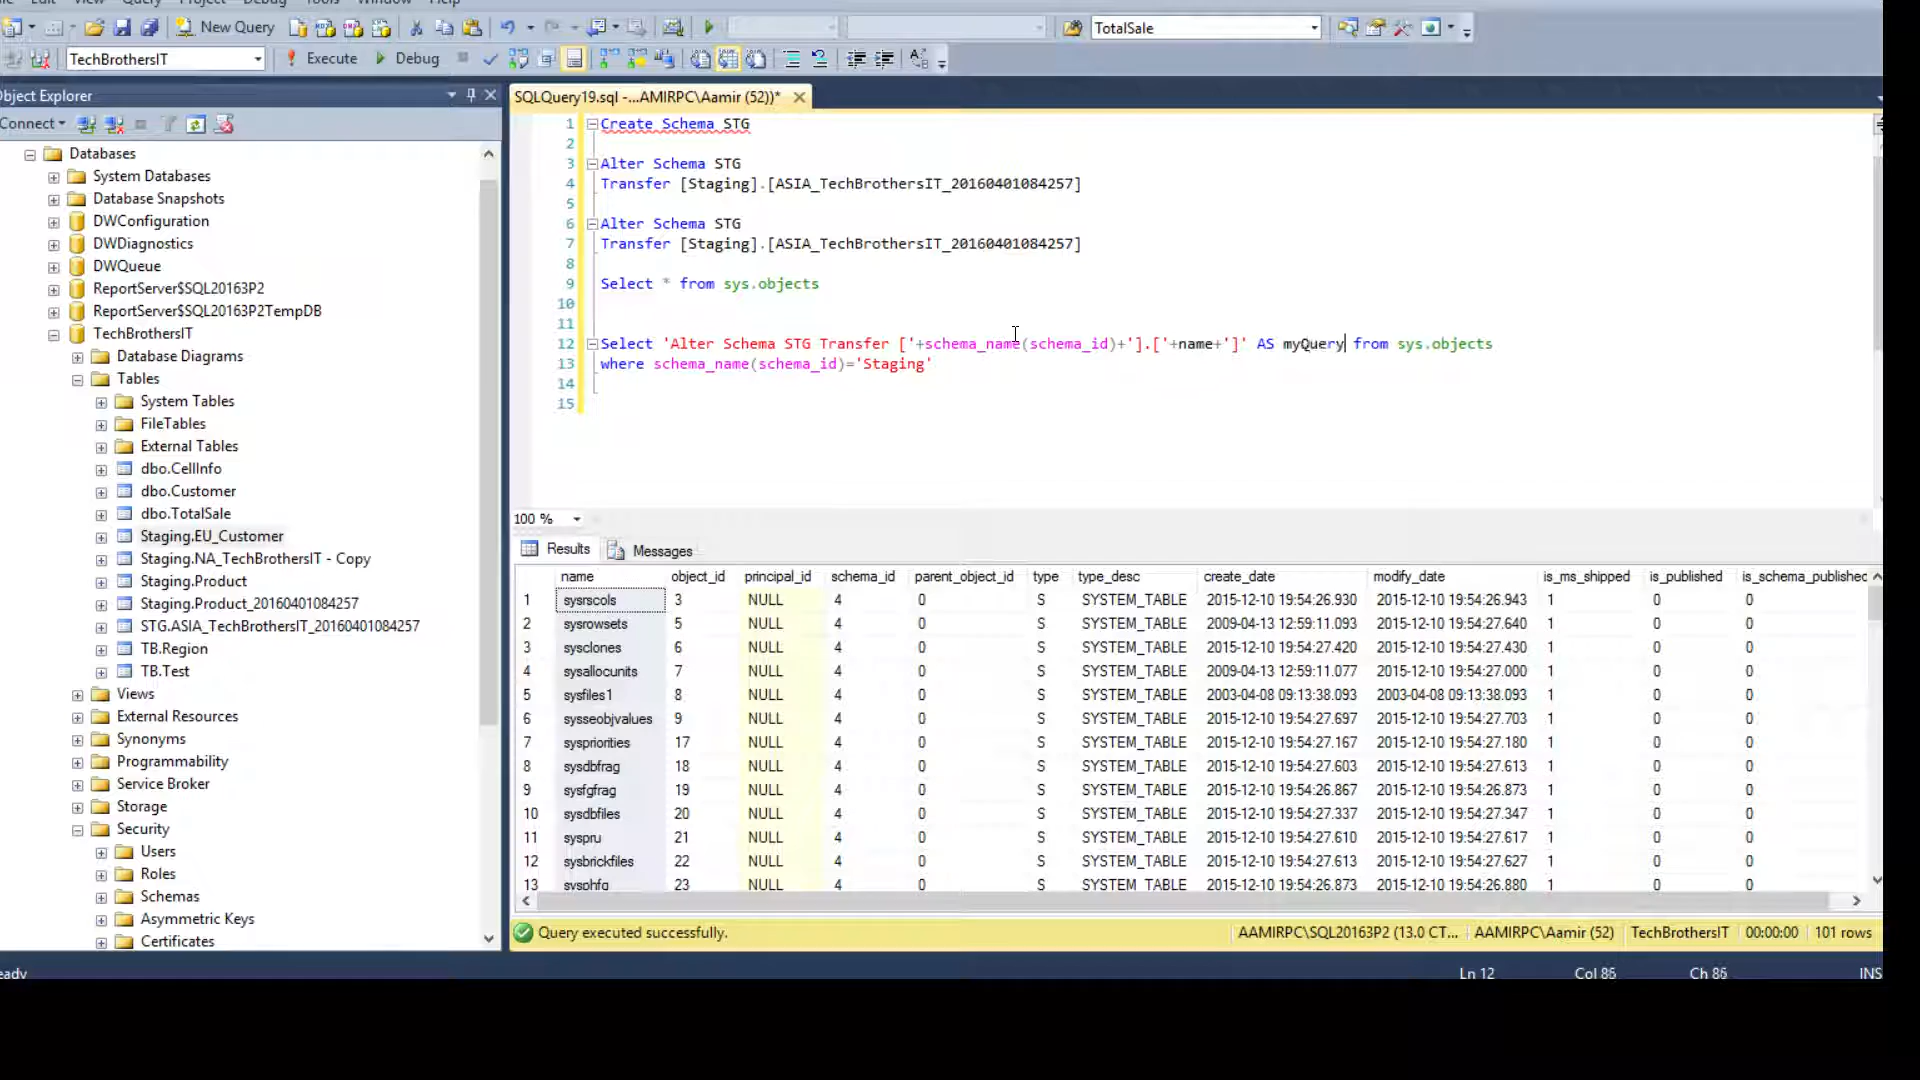 Edit View Query Project Debug Tools Window Help
New Query
TotalSale
TechBrothersIT
Execute
Debug
Object Explorer
Connect
Databases
System Databases
Database Snapshots
DWConfiguration
DWDiagnostics
DWQueue
ReportServer$SQL20163P2
ReportServer$SQL20163P2TempDB
TechBrothersIT
Database Diagrams
Tables
System Tables
FileTables
External Tables
dbo.CellInfo
dbo.Customer
dbo.TotalSale
Staging.EU_Customer
Staging.NA_TechBrothersIT - Copy
Staging.Product
Staging.Product_20160401084257
STG.ASIA_TechBrothersIT_20160401084257
TB.Region
TB.Test
Views
External Resources
Synonyms
Programmability
Service Broker
Storage
Security
Users
Roles
Schemas
Asymmetric Keys
Certificates
SQLQuery19.sql -...AMIRPC\Aamir (52))*
1 Create Schema STG
2
3 Alter Schema STG
4 Transfer [Staging].[ASIA_TechBrothersIT_20160401084257]
5
6 Alter Schema STG
7 Transfer [Staging].[ASIA_TechBrothersIT_20160401084257]
8
9 Select * from sys.objects
10
11
12 Select 'Alter Schema STG Transfer ['+schema_name(schema_id)+'].['+name+']' AS myQuery from sys.objects
13 where schema_name(schema_id)='Staging'
14
15
100 %
Results Messages
name object_id principal_id schema_id parent_object_id type type_desc create_date modify_date is_ms_shipped is_published is_schema_published
1 sysrscols 3 NULL 4 0 S SYSTEM_TABLE 2015-12-10 19:54:26.930 2015-12-10 19:54:26.943 1 0 0
2 sysrowsets 5 NULL 4 0 S SYSTEM_TABLE 2009-04-13 12:59:11.093 2015-12-10 19:54:27.640 1 0 0
3 sysclones 6 NULL 4 0 S SYSTEM_TABLE 2015-12-10 19:54:27.420 2015-12-10 19:54:27.430 1 0 0
4 sysallocunits 7 NULL 4 0 S SYSTEM_TABLE 2009-04-13 12:59:11.077 2015-12-10 19:54:27.000 1 0 0
5 sysfiles1 8 NULL 4 0 S SYSTEM_TABLE 2003-04-08 09:13:38.093 2003-04-08 09:13:38.093 1 0 0
6 sysseobjvalues 9 NULL 4 0 S SYSTEM_TABLE 2015-12-10 19:54:27.697 2015-12-10 19:54:27.703 1 0 0
7 syspriorities 17 NULL 4 0 S SYSTEM_TABLE 2015-12-10 19:54:27.167 2015-12-10 19:54:27.180 1 0 0
8 sysdbfrag 18 NULL 4 0 S SYSTEM_TABLE 2015-12-10 19:54:27.603 2015-12-10 19:54:27.613 1 0 0
9 sysfgfrag 19 NULL 4 0 S SYSTEM_TABLE 2015-12-10 19:54:26.867 2015-12-10 19:54:26.873 1 0 0
10 sysdbfiles 20 NULL 4 0 S SYSTEM_TABLE 2015-12-10 19:54:27.337 2015-12-10 19:54:27.347 1 0 0
11 syspru 21 NULL 4 0 S SYSTEM_TABLE 2015-12-10 19:54:27.610 2015-12-10 19:54:27.617 1 0 0
12 sysbrickfiles 22 NULL 4 0 S SYSTEM_TABLE 2015-12-10 19:54:27.613 2015-12-10 19:54:27.627 1 0 0
13 sysphfg 23 NULL 4 0 S SYSTEM_TABLE 2015-12-10 19:54:26.873 2015-12-10 19:54:26.880 1 0 0
Query executed successfully. AAMIRPC\SQL20163P2 (13.0 CT... AAMIRPC\Aamir (52) TechBrothersIT 00:00:00 101 rows
eady Ln 12 Col 86 Ch 86 INS